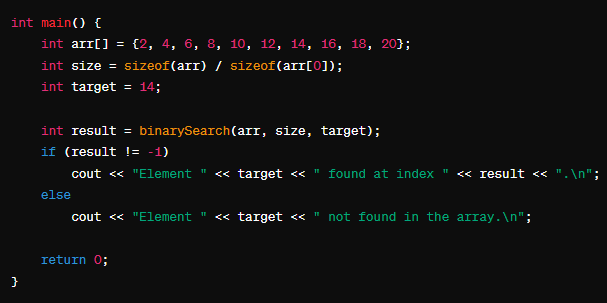 int main() {
    int arr[] = {2, 4, 6, 8, 10, 12, 14, 16, 18, 20};
    int size = sizeof(arr) / sizeof(arr[0]);
    int target = 14;

    int result = binarySearch(arr, size, target);
    if (result != -1)
        cout << "Element " << target << " found at index " << result << ".\n";
    else
        cout << "Element " << target << " not found in the array.\n";

    return 0;
}